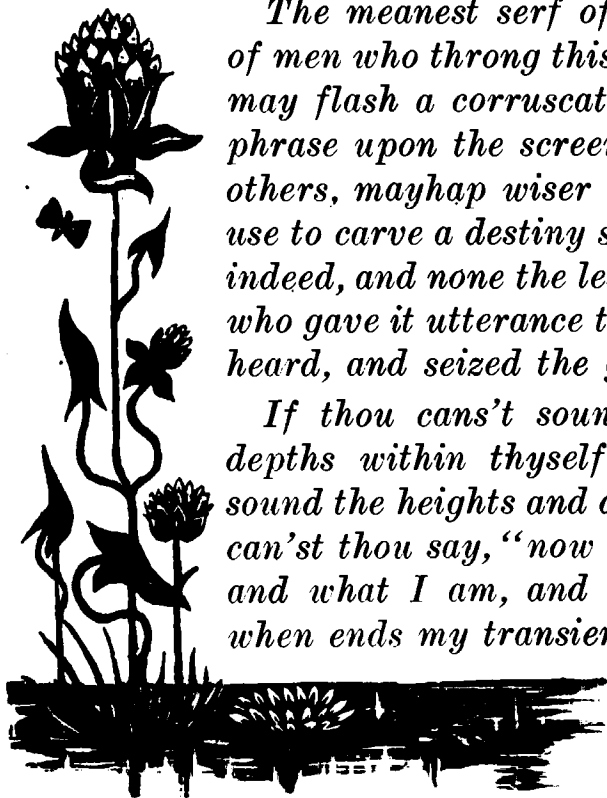 The meanest serf of
of men who throng this
may flash a corruscat
phrase upon the scree
others, mayhap wiser
use to carve a destiny s
indeed, and none the le
who gave it utterance t
heard, and seized the
If thou cans't soun
depths within thyself
sound the heights and
can'st thou say, “now
and what I am, and
when ends my transien